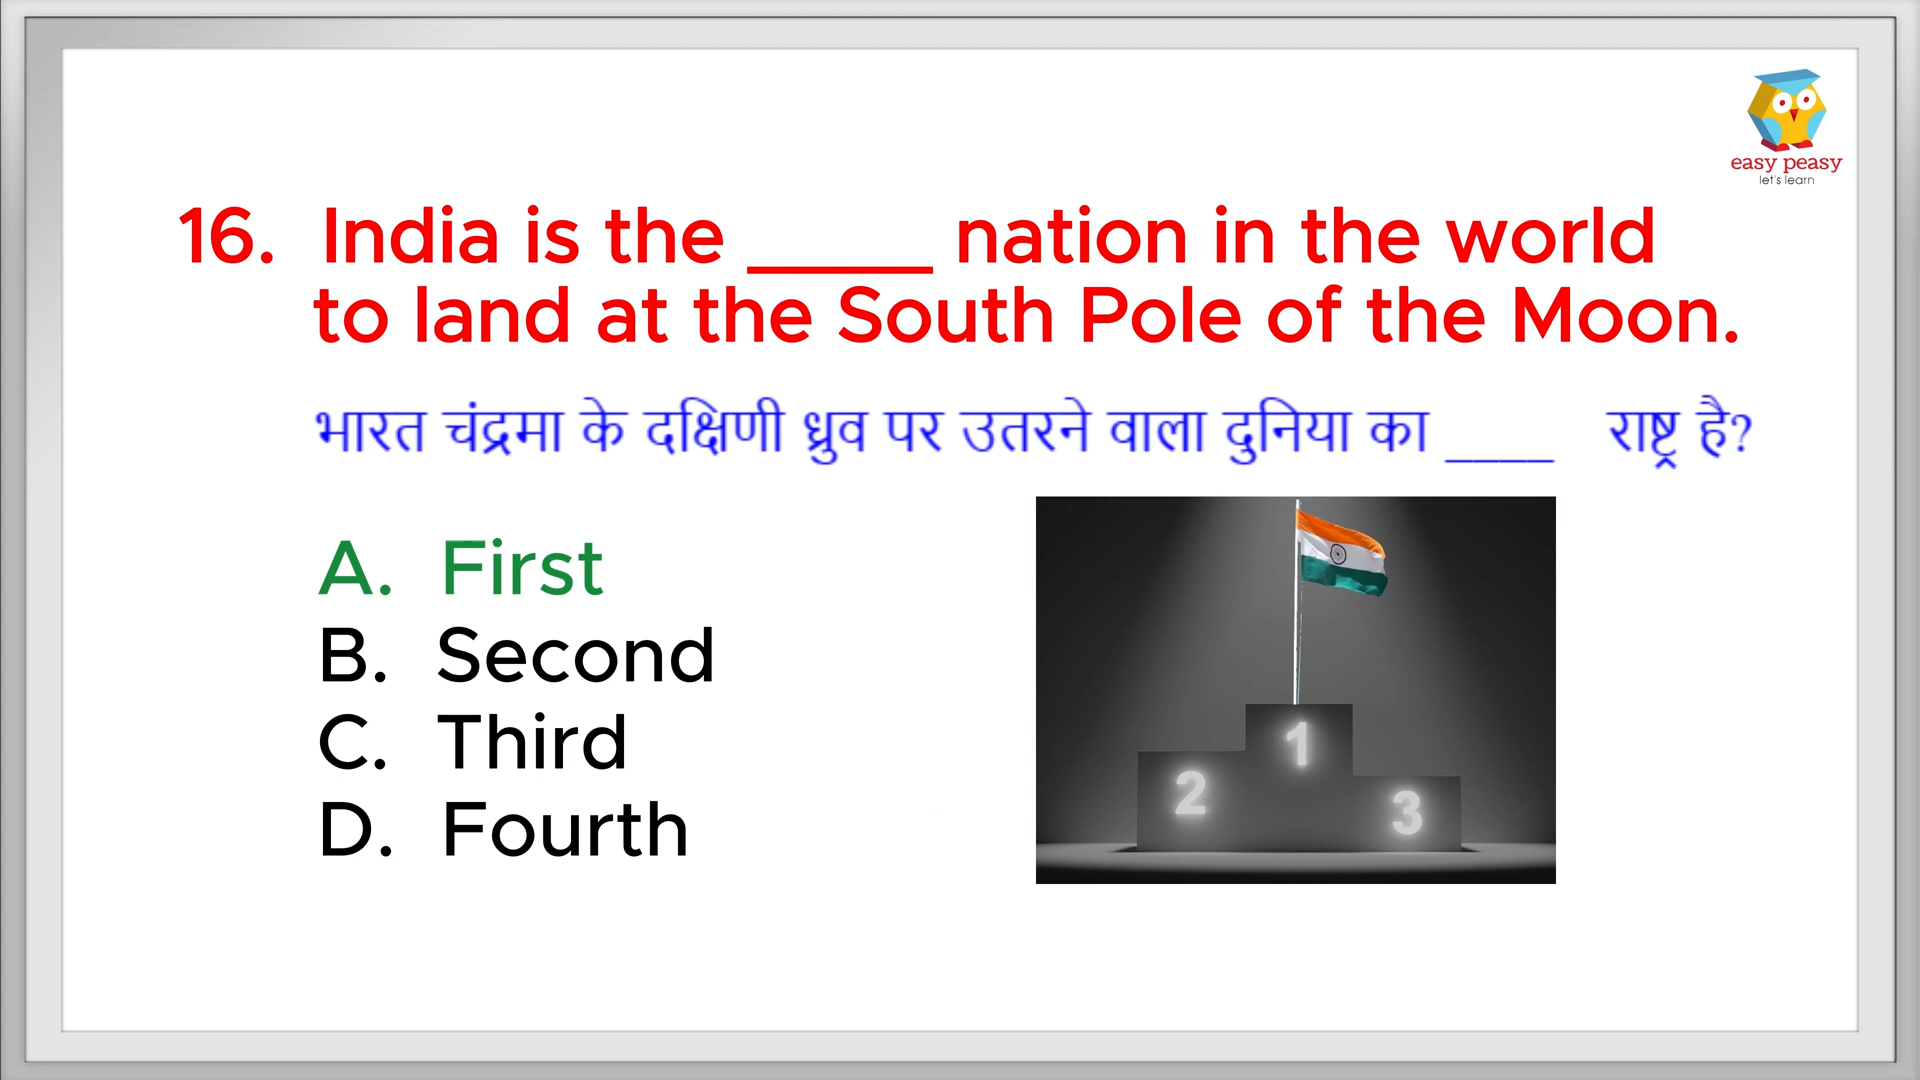 easy peasy
let's learn
16. India is the _____ nation in the world
to land at the South Pole of the Moon.
भारत चंद्रमा के दक्षिणी ध्रुव पर उतरने वाला दुनिया का ____ राष्ट्र है?
A. First
B. Second
C. Third
D. Fourth
1
2
3